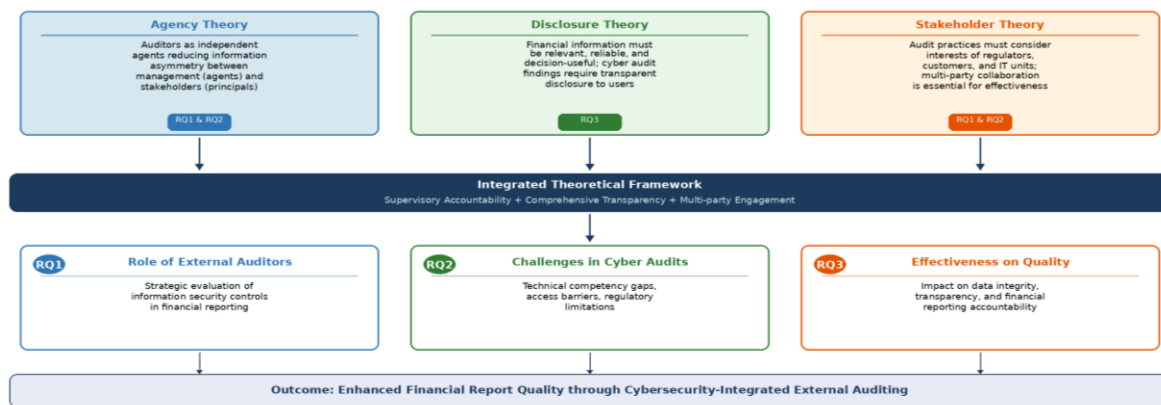 Agency Theory
Auditors as independent
agents reducing information
asymmetry between
management (agents) and
stakeholders (principals)
RQ1 & RQ2
Disclosure Theory
Financial information must
be relevant, reliable, and
decision-useful; cyber audit
findings require transparent
disclosure to users
RQ3
Stakeholder Theory
Audit practices must consider
interests of regulators,
customers, and IT units;
multi-party collaboration
is essential for effectiveness
RQ1 & RQ2
Integrated Theoretical Framework
Supervisory Accountability + Comprehensive Transparency + Multi-party Engagement
RQ1
Role of External Auditors
Strategic evaluation of
information security controls
in financial reporting
RQ2
Challenges in Cyber Audits
Technical competency gaps,
access barriers, regulatory
limitations
RQ3
Effectiveness on Quality
Impact on data integrity,
transparency, and financial
reporting accountability
Outcome: Enhanced Financial Report Quality through Cybersecurity-Integrated External Auditing